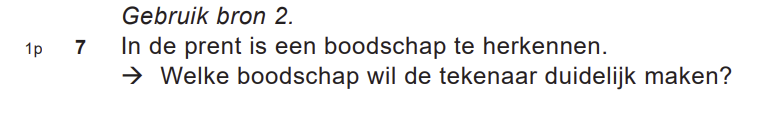 Gebruik bron 2.
1p 7 In de prent is een boodschap te herkennen.
→ Welke boodschap wil de tekenaar duidelijk maken?